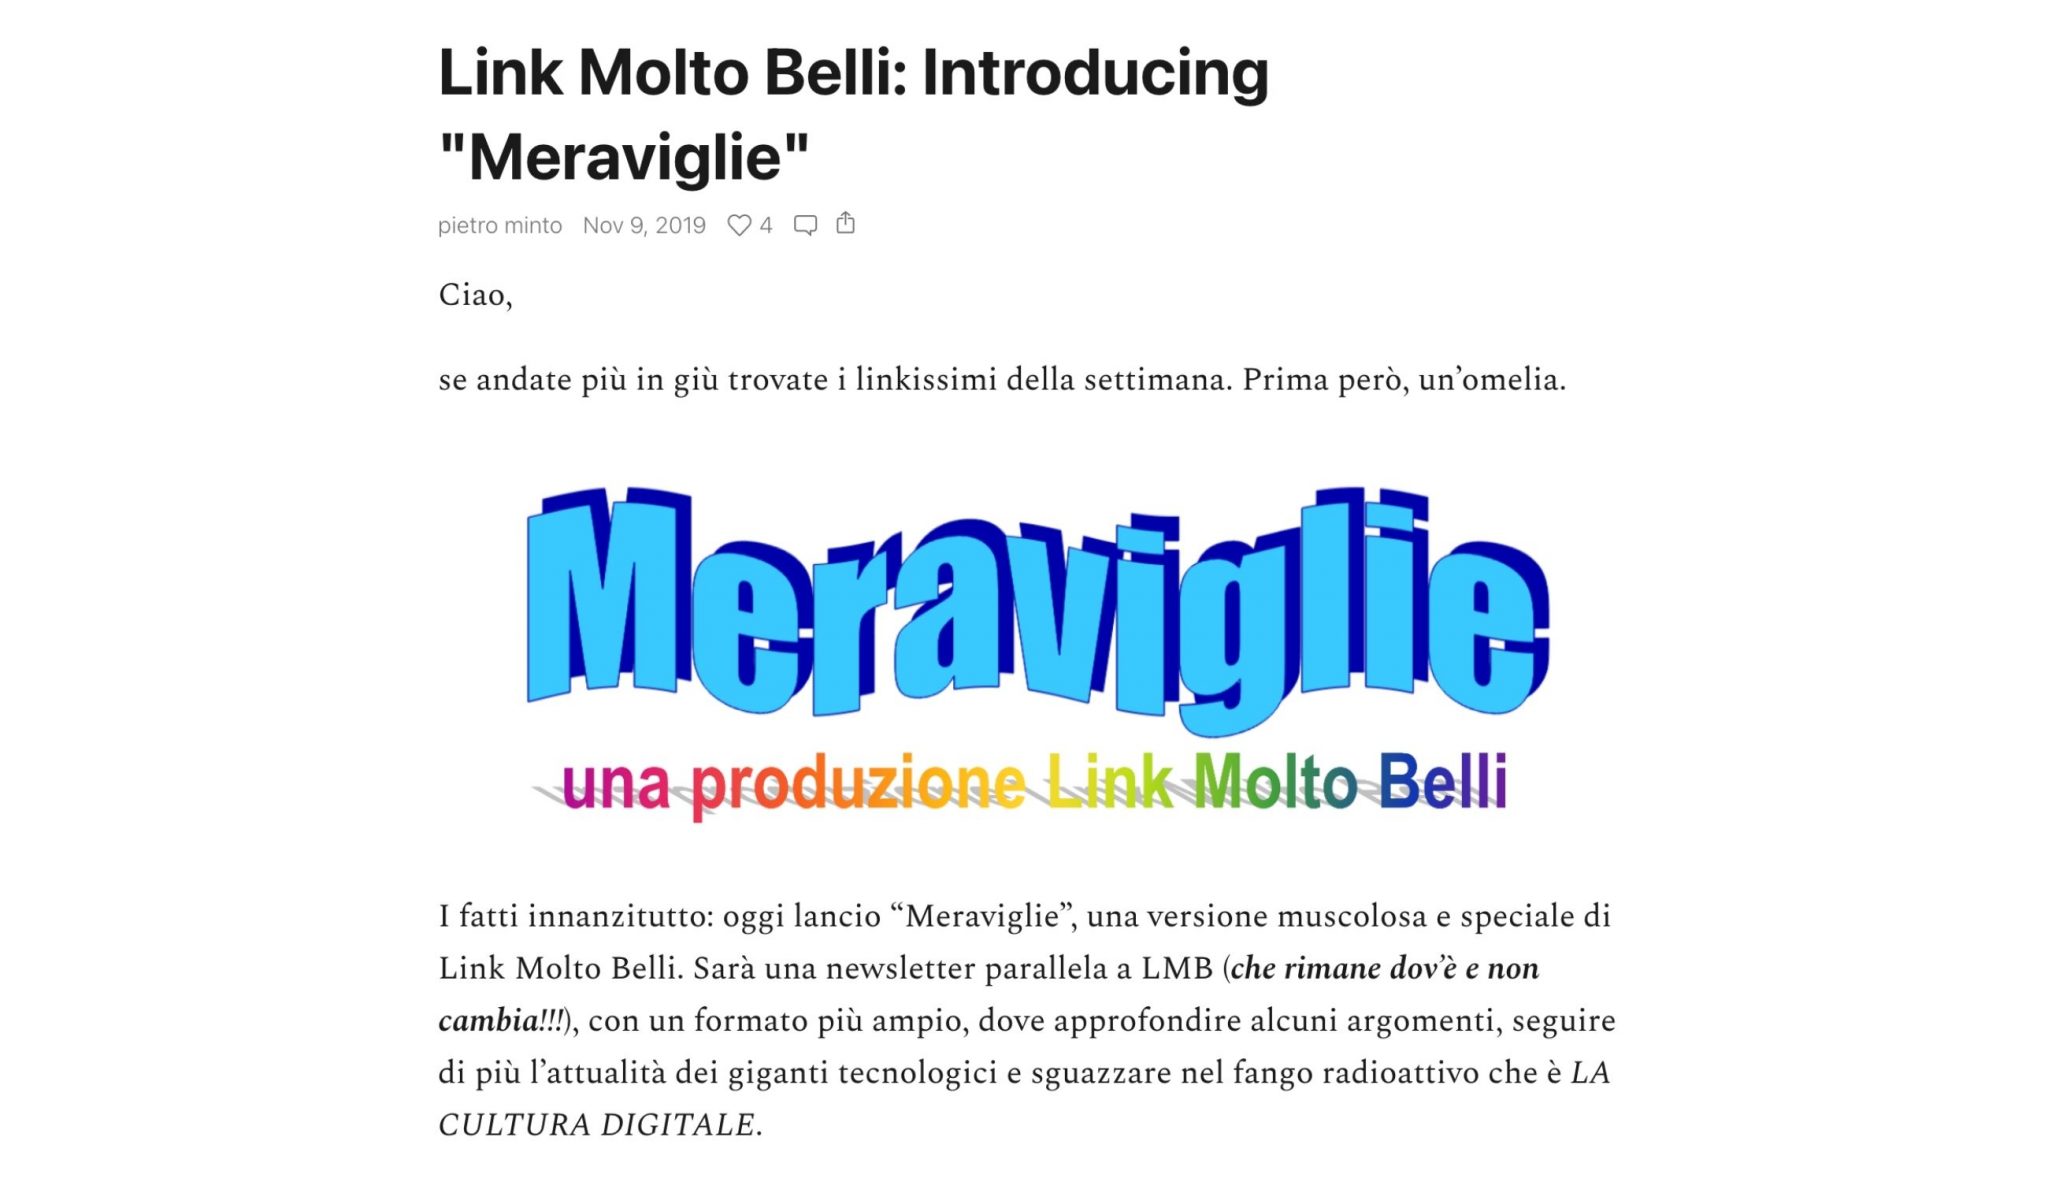 Link Molto Belli: Introducing
"Meraviglie"
pietro minto Nov 9, 2019 4
Ciao,
se andate più in giù trovate i linkissimi della settimana. Prima però, un’omelia.
Meraviglie
una produzione Link Molto Belli
I fatti innanzitutto: oggi lancio “Meraviglie”, una versione muscolosa e speciale di
Link Molto Belli. Sarà una newsletter parallela a LMB (che rimane dov’è e non
cambia!!!), con un formato più ampio, dove approfondire alcuni argomenti, seguire
di più l’attualità dei giganti tecnologici e sguazzare nel fango radioattivo che è LA
CULTURA DIGITALE.